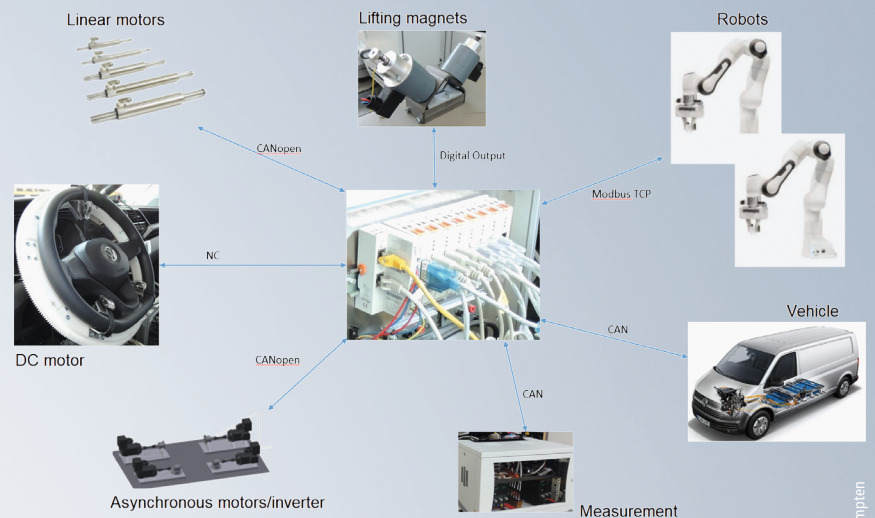 Linear motors
Lifting magnets
Robots
CANopen
Digital Output
Modbus TCP
NC
DC motor
CAN
Vehicle
CANopen
CAN
Asynchronous motors/inverter
Measurement
mpten